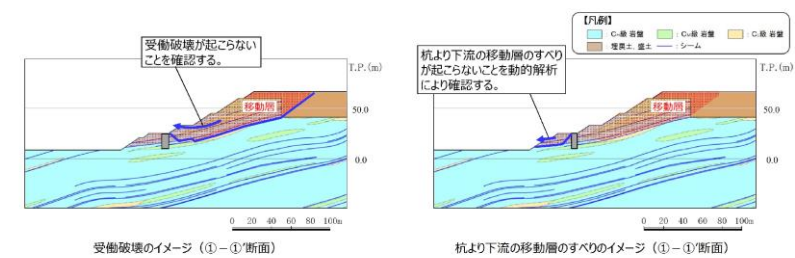 【凡例】
：CH級 岩盤 ：CM級 岩盤 ：CL級 岩盤
：埋戻土, 盛土 ：シーム
受働破壊が起こらない
ことを確認する。
T.P.(m)
移動層
50.0
0.0
0 20 40 60 80 100m
受働破壊のイメージ（①－①'断面）
杭より下流の移動層のすべり
が起こらないことを動的解析
により確認する。
T.P.(m)
移動層
50.0
0.0
0 20 40 60 80 100m
杭より下流の移動層のすべりのイメージ（①－①'断面）